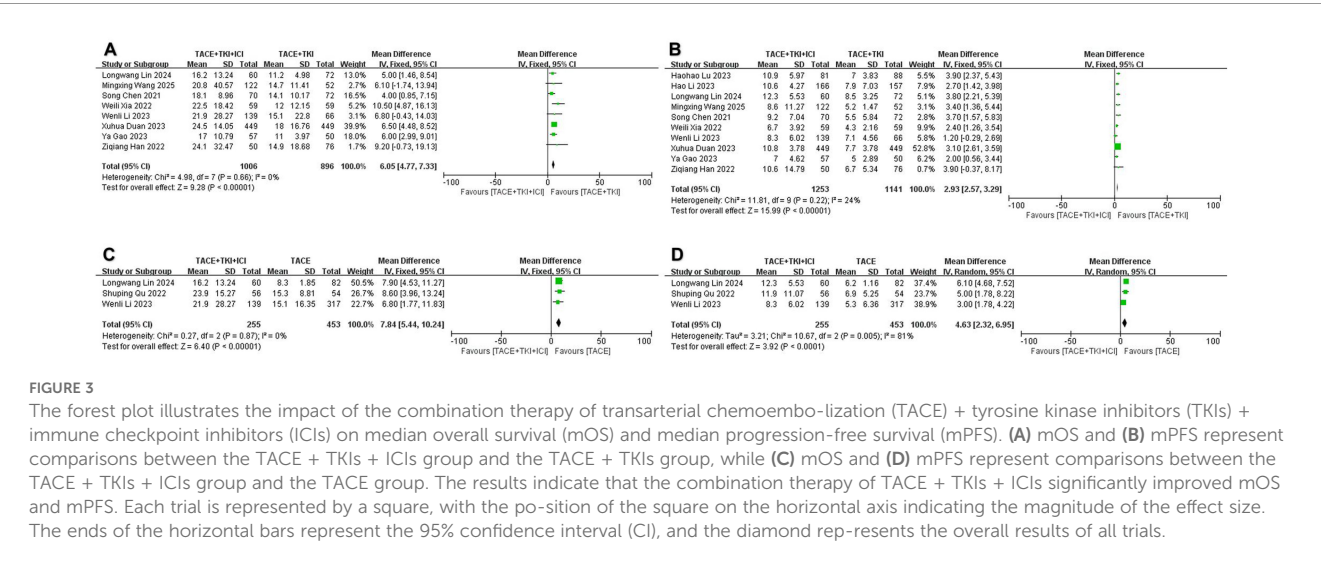 A
TACE+TKI+ICI TACE+TKI Mean Difference Mean Difference
Study or Subgroup Mean SD Total Mean SD Total Weight IV, Fixed, 95% CI IV, Fixed, 95% CI
Longwang Lin 2024 16.2 13.24 60 11.2 4.98 72 13.0% 5.00 [1.46, 8.54]
Mingxing Wang 2025 20.8 40.57 122 14.7 11.41 52 2.7% 6.10 [-1.74, 13.94]
Song Chen 2021 18.1 8.96 70 14.1 10.17 72 16.5% 4.00 [0.85, 7.15]
Weili Xia 2022 22.5 18.42 59 12 12.15 59 5.2% 10.50 [4.87, 16.13]
Wenli Li 2023 21.9 28.27 139 15.1 22.8 66 3.1% 6.80 [-0.43, 14.03]
Xuhua Duan 2023 24.5 14.05 449 18 16.76 449 39.9% 6.50 [4.48, 8.52]
Ya Gao 2023 17 10.79 57 11 3.97 50 18.0% 6.00 [2.99, 9.01]
Ziqiang Han 2022 24.1 32.47 50 14.9 18.68 76 1.7% 9.20 [-0.73, 19.13]
Total (95% CI) 1006 896 100.0% 6.05 [4.77, 7.33]
Heterogeneity: Chi² = 4.98, df = 7 (P = 0.66); I² = 0%
Test for overall effect: Z = 9.28 (P < 0.00001)
-100 -50 0 50 100
Favours [TACE+TKI+ICI] Favours [TACE+TKI]
B
TACE+TKI+ICI TACE+TKI Mean Difference Mean Difference
Study or Subgroup Mean SD Total Mean SD Total Weight IV, Fixed, 95% CI IV, Fixed, 95% CI
Haohao Lu 2023 10.9 5.97 81 7 3.83 88 5.5% 3.90 [2.37, 5.43]
Hao Li 2023 10.6 4.27 166 7.9 7.03 157 8.0% 2.70 [1.42, 3.98]
Longwang Lin 2024 12.3 5.53 60 8.5 3.25 72 5.1% 3.80 [2.21, 5.39]
Mingxing Wang 2025 8.6 11.27 122 5.2 1.47 52 3.1% 3.40 [1.36, 5.44]
Song Chen 2021 9.2 7.04 70 5.5 5.84 72 2.9% 3.70 [1.57, 5.83]
Weili Xia 2022 6.7 3.92 59 4.3 2.16 59 10.0% 2.40 [1.26, 3.54]
Wenli Li 2023 8.3 6.02 139 7.1 4.56 66 5.8% 1.20 [-0.29, 2.69]
Xuhua Duan 2023 10.8 3.78 449 7.7 3.78 449 52.8% 3.10 [2.61, 3.59]
Ya Gao 2023 7 4.62 57 5 2.89 50 6.2% 2.00 [0.56, 3.44]
Ziqiang Han 2022 10.6 14.79 50 6.7 5.34 76 0.7% 3.90 [-0.37, 8.17]
Total (95% CI) 1253 1141 100.0% 2.93 [2.57, 3.29]
Heterogeneity: Chi² = 11.81, df = 9 (P = 0.22); I² = 24%
Test for overall effect: Z = 15.99 (P < 0.00001)
-100 -50 0 50 100
Favours [TACE+TKI+ICI] Favours [TACE+TKI]
C
TACE+TKI+ICI TACE Mean Difference Mean Difference
Study or Subgroup Mean SD Total Mean SD Total Weight IV, Fixed, 95% CI IV, Fixed, 95% CI
Longwang Lin 2024 16.2 13.24 60 8.3 1.85 82 50.5% 7.90 [4.53, 11.27]
Shuping Qu 2022 23.9 15.27 56 15.3 8.81 54 26.8% 8.60 [3.96, 13.24]
Wenli Li 2023 21.9 28.27 139 15.1 16.35 317 22.7% 6.80 [1.77, 11.83]
Total (95% CI) 255 453 100.0% 7.84 [5.44, 10.24]
Heterogeneity: Chi² = 0.27, df = 2 (P = 0.87); I² = 0%
Test for overall effect: Z = 6.40 (P < 0.00001)
-100 -50 0 50 100
Favours [TACE+TKI+ICI] Favours [TACE]
D
TACE+TKI+ICI TACE Mean Difference Mean Difference
Study or Subgroup Mean SD Total Mean SD Total Weight IV, Random, 95% CI IV, Random, 95% CI
Longwang Lin 2024 12.3 5.53 60 6.2 1.16 82 37.4% 6.10 [4.68, 7.52]
Shuping Qu 2022 11.9 11.07 56 6.9 5.25 54 23.7% 5.00 [1.78, 8.22]
Wenli Li 2023 8.3 6.02 139 5.3 6.36 317 38.9% 3.00 [1.78, 4.22]
Total (95% CI) 255 453 100.0% 4.63 [2.32, 6.95]
Heterogeneity: Tau² = 3.21; Chi² = 10.67, df = 2 (P = 0.005); I² = 81%
Test for overall effect: Z = 3.92 (P < 0.0001)
-100 -50 0 50 100
Favours [TACE+TKI+ICI] Favours [TACE]
FIGURE 3
The forest plot illustrates the impact of the combination therapy of transarterial chemoembo-lization (TACE) + tyrosine kinase inhibitors (TKIs) +
immune checkpoint inhibitors (ICIs) on median overall survival (mOS) and median progression-free survival (mPFS). (A) mOS and (B) mPFS represent
comparisons between the TACE + TKIs + ICIs group and the TACE + TKIs group, while (C) mOS and (D) mPFS represent comparisons between the
TACE + TKIs + ICIs group and the TACE group. The results indicate that the combination therapy of TACE + TKIs + ICIs significantly improved mOS
and mPFS. Each trial is represented by a square, with the po-sition of the square on the horizontal axis indicating the magnitude of the effect size.
The ends of the horizontal bars represent the 95% confidence interval (CI), and the diamond rep-resents the overall results of all trials.